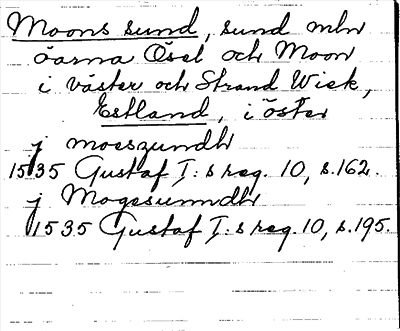 Moons sund, sund mln
öarna Ösel och Moon
i väster och Strand Wiek,
Estland, i öster
j moeszundh
1535 Gustaf I:s reg. 10, s.162.
j Mogesunndh
1535 Gustaf I:s reg. 10, s.195.